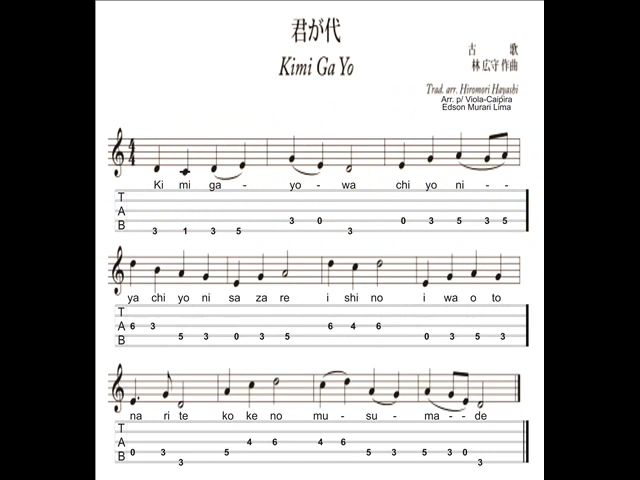 君が代
Kimi Ga Yo
古 歌
林 広守 作曲
Trad. arr. Hiromori Hayashi
Arr. p/ Viola-Caipira
Edson Murari Lima
4
4
Ki mi ga - yo - wa chi yo ni - -
T
A
B
3 1 3 5 3 0 3 0 3 5 3 5
ya chi yo ni sa za re i shi no i wa o to
T
A
B
6 3 5 3 0 3 5 6 4 6 0 3 5 3
na ri te ko ke no mu - su - ma - - de
T
A
B
0 3 3 5 4 6 4 6 5 3 5 3 0 3